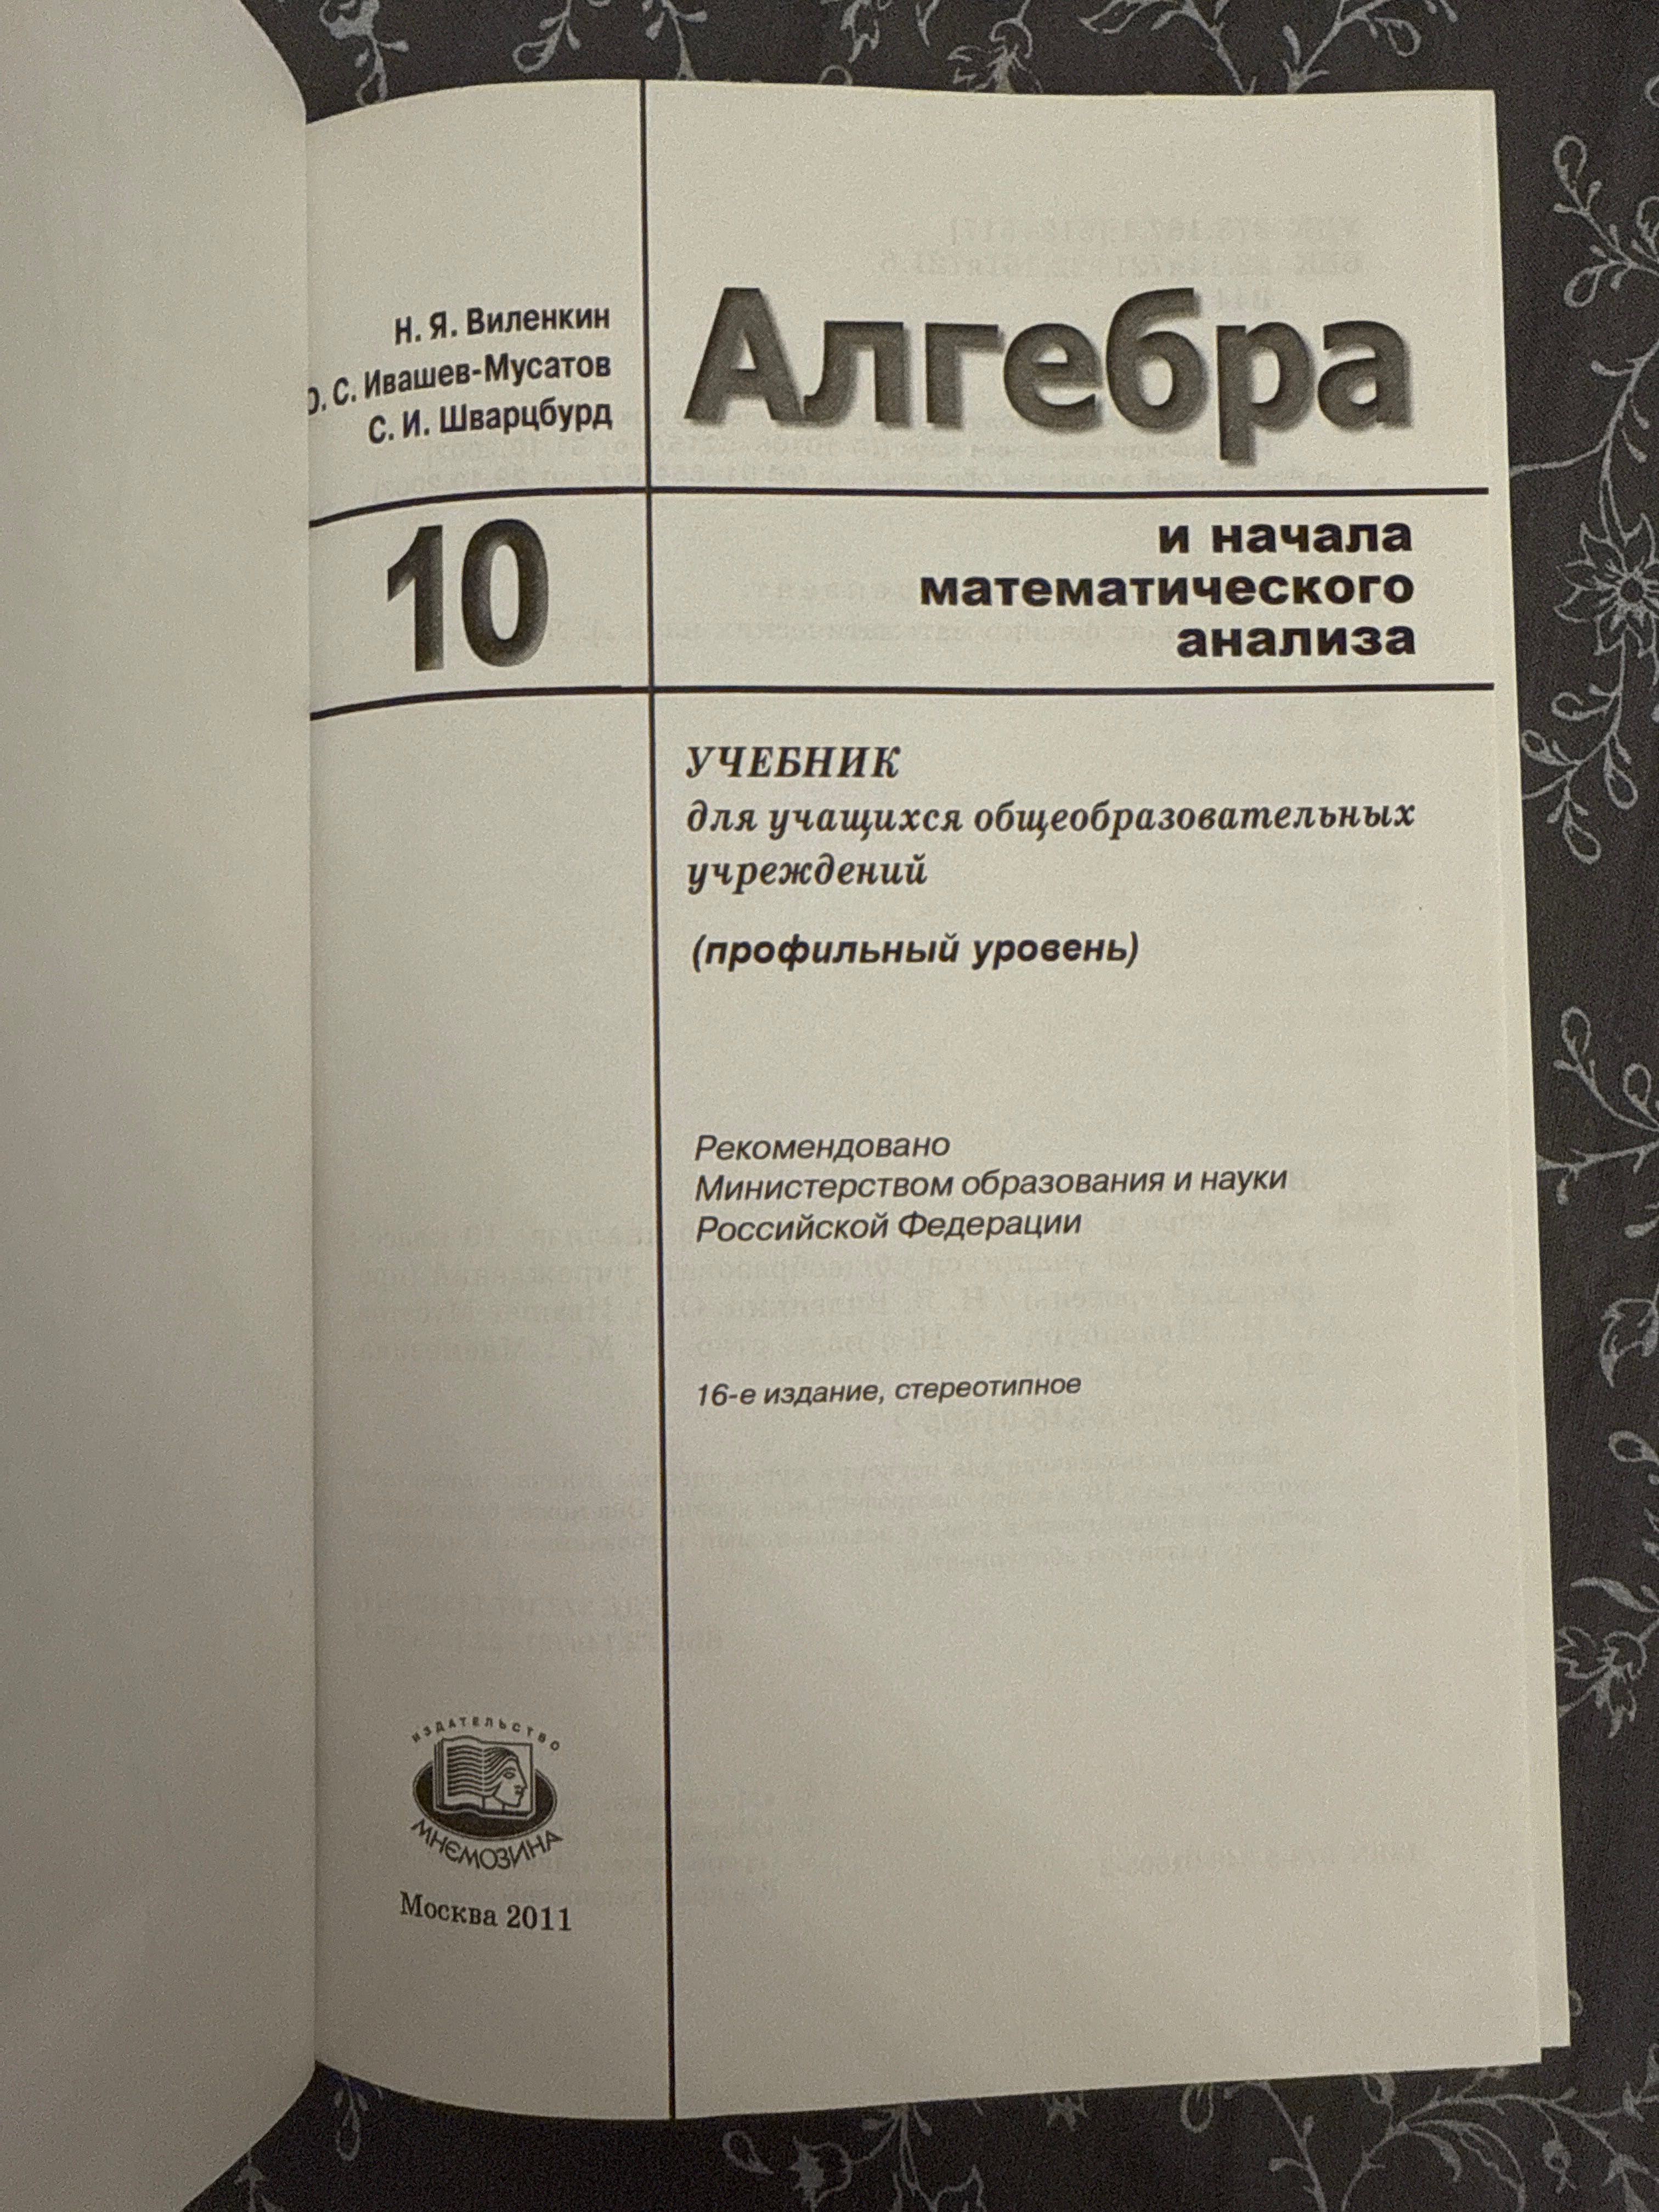 Н. Я. Виленкин
О. С. Ивашев-Мусатов
С. И. Шварцбурд
Алгебра
10
и начала
математического
анализа
УЧЕБНИК
для учащихся общеобразовательных
учреждений
(профильный уровень)
Рекомендовано
Министерством образования и науки
Российской Федерации
16-е издание, стереотипное
ИЗДАТЕЛЬСТВО
МНЕМОЗИНА
Москва 2011